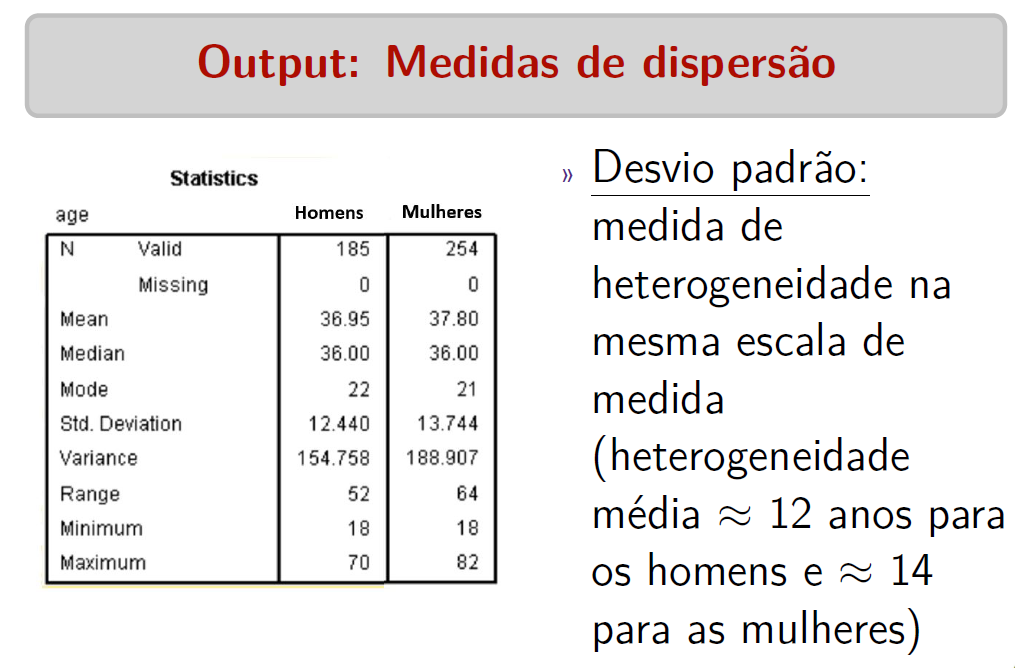 Output: Medidas de dispersão
Statistics
age Homens Mulheres
N Valid 185 254
Missing 0 0
Mean 36.95 37.80
Median 36.00 36.00
Mode 22 21
Std. Deviation 12.440 13.744
Variance 154.758 188.907
Range 52 64
Minimum 18 18
Maximum 70 82
» Desvio padrão:
medida de
heterogeneidade na
mesma escala de
medida
(heterogeneidade
média ≈ 12 anos para
os homens e ≈ 14
para as mulheres)